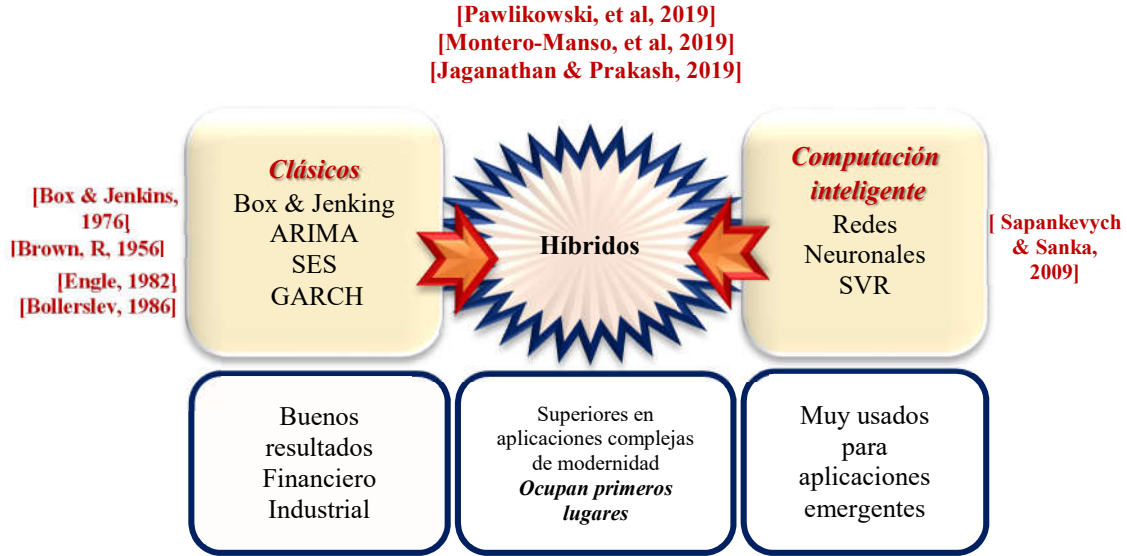 [Pawlikowski, et al, 2019]
[Montero-Manso, et al, 2019]
[Jaganathan & Prakash, 2019]
[Box & Jenkins,
1976]
[Brown, R, 1956]
[Engle, 1982]
[Bollerslev, 1986]
Clásicos
Box & Jenking
ARIMA
SES
GARCH
Híbridos
Computación
inteligente
Redes
Neuronales
SVR
[ Sapankevych
& Sanka,
2009]
Buenos
resultados
Financiero
Industrial
Superiores en
aplicaciones complejas
de modernidad
Ocupan primeros
lugares
Muy usados
para
aplicaciones
emergentes